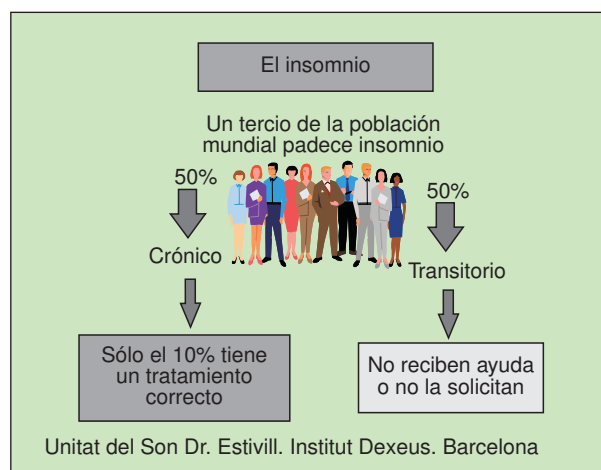 El insomnio
Un tercio de la población
mundial padece insomnio
50%
50%
Crónico
Transitorio
Sólo el 10% tiene
un tratamiento
correcto
No reciben ayuda
o no la solicitan
Unitat del Son Dr. Estivill. Institut Dexeus. Barcelona